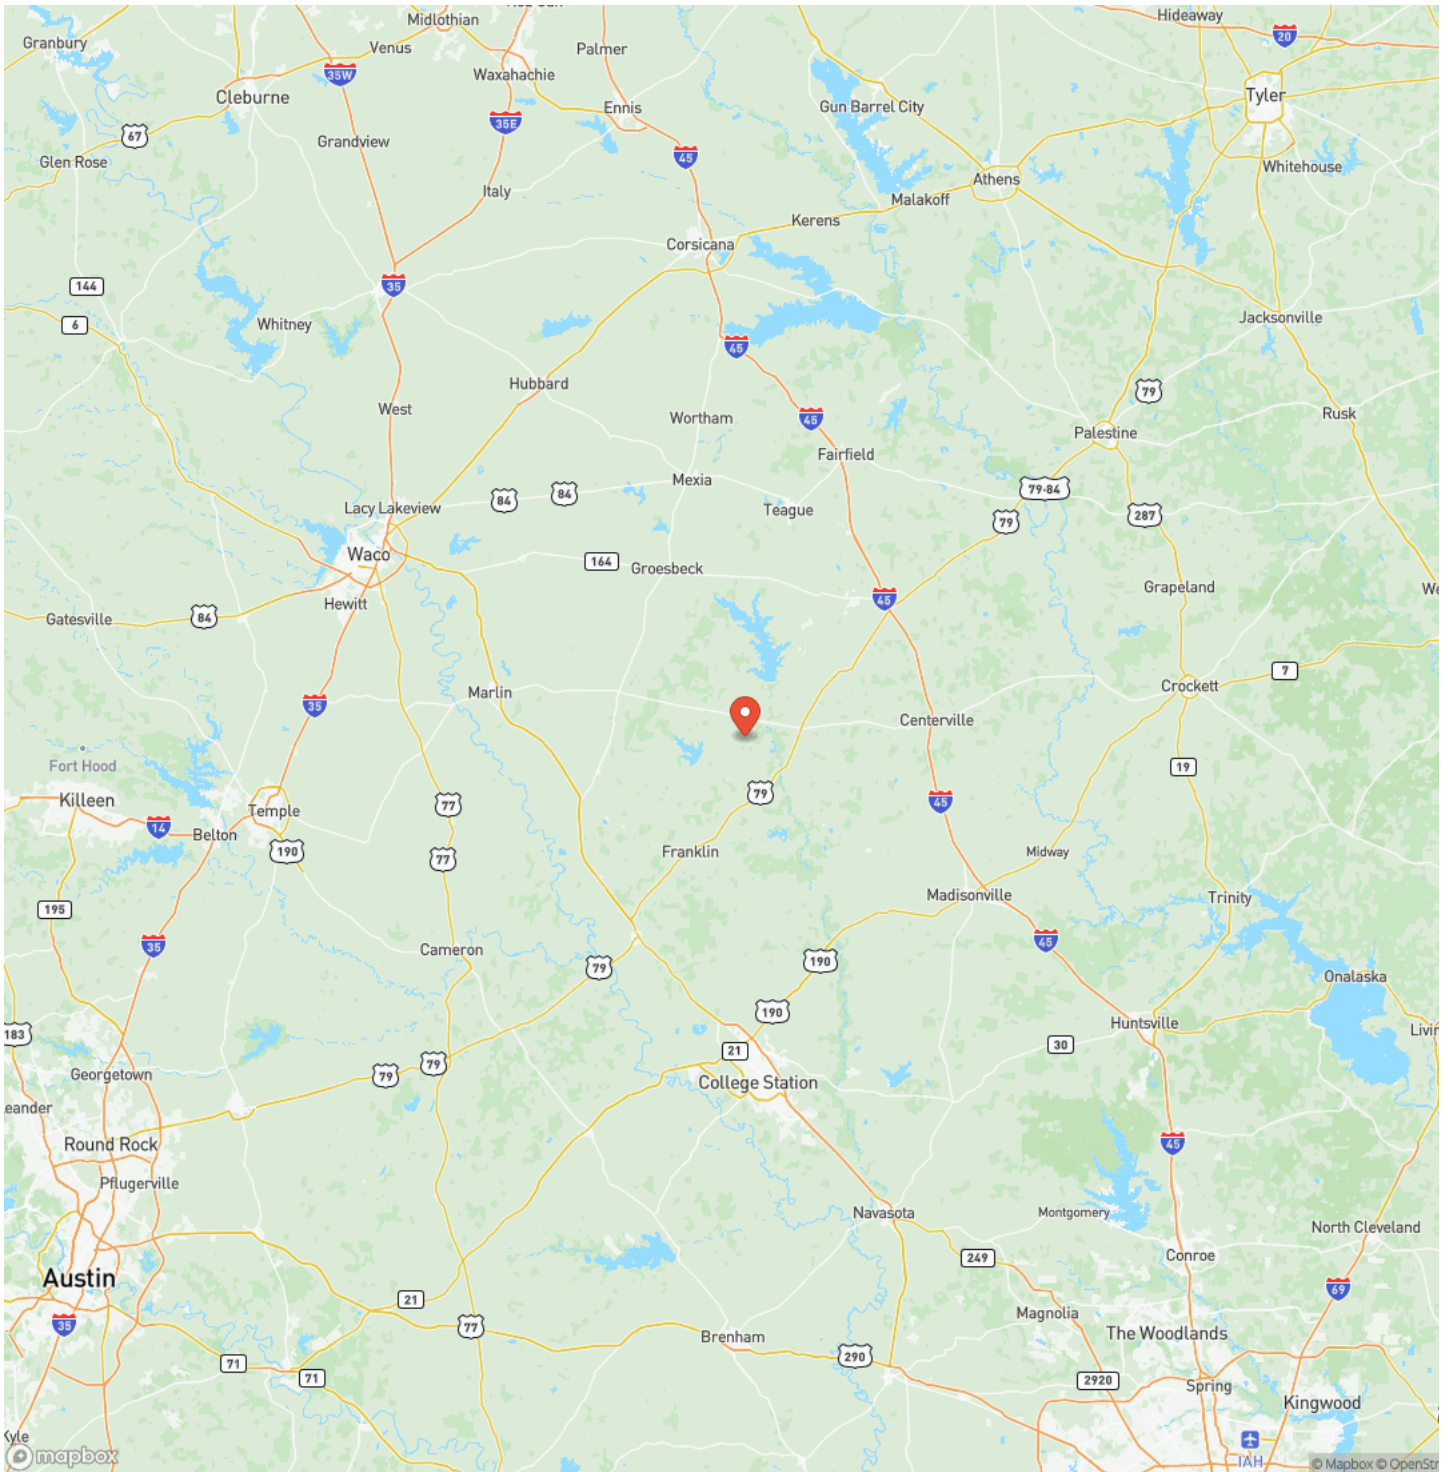 Midlothian
Hideaway
Granbury
Venus
Palmer
20
35W
Waxahachie
Cleburne
Tyler
Gun Barrel City
Ennis
35E
67
Grandview
45
Glen Rose
Whitehouse
Athens
Italy
Malakoff
Kerens
Corsicana
144
35
Whitney
6
Jacksonville
45
Hubbard
79
West
Rusk
Wortham
45
Palestine
Fairfield
Mexia
79-84
84
84
Lacy Lakeview
Teague
287
79
Waco
164
Groesbeck
Grapeland
We
Hewitt
45
84
Gatesville
7
Crockett
Marlin
35
Centerville
Fort Hood
19
79
Killeen
45
77
Temple
14
Belton
190
Franklin
Midway
77
Madisonville
Trinity
195
35
45
Cameron
190
79
Onalaska
190
Huntsville
Livin
183
30
21
79
79
Georgetown
College Station
eander
Round Rock
45
Pflugerville
Navasota
Montgomery
North Cleveland
Conroe
249
Austin
69
21
Magnolia
35
77
The Woodlands
Brenham
290
71
71
2920
Spring
Kingwood
Kyle
mapbox
IAH
© Mapbox © OpenStr